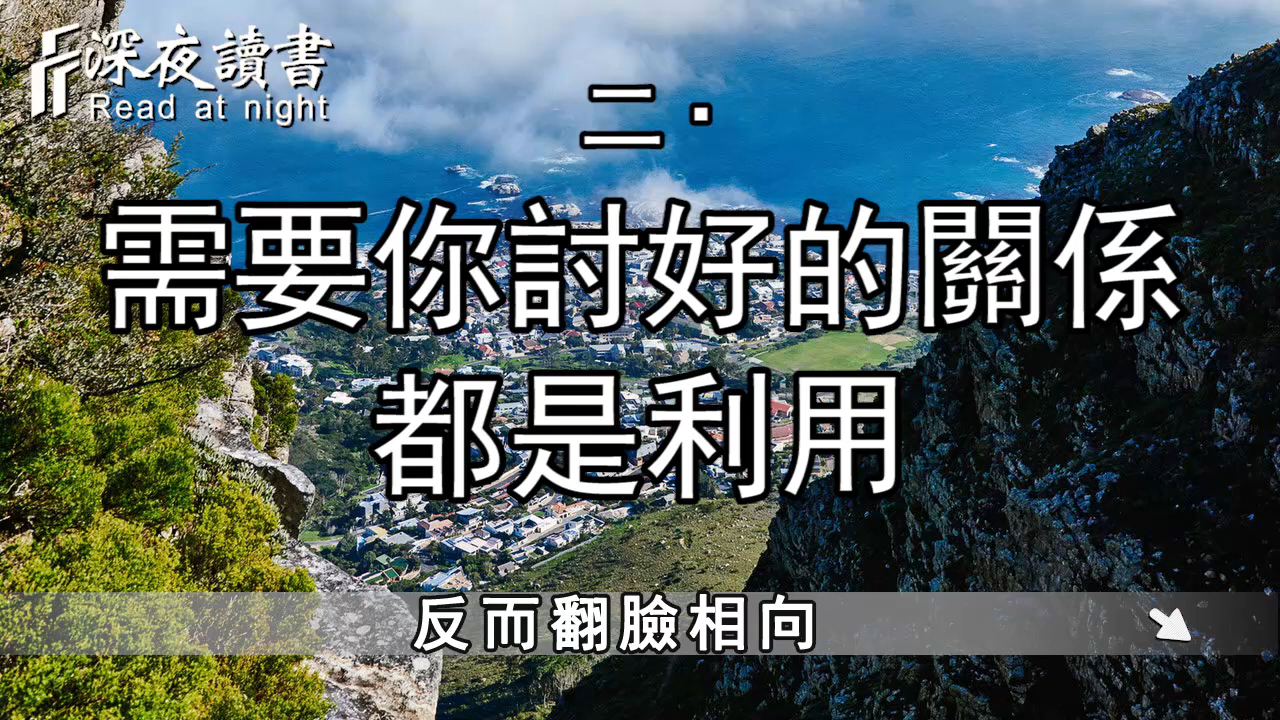 深夜讀書
Read at night
二·
需要你討好的關係
都是利用
反而翻臉相向